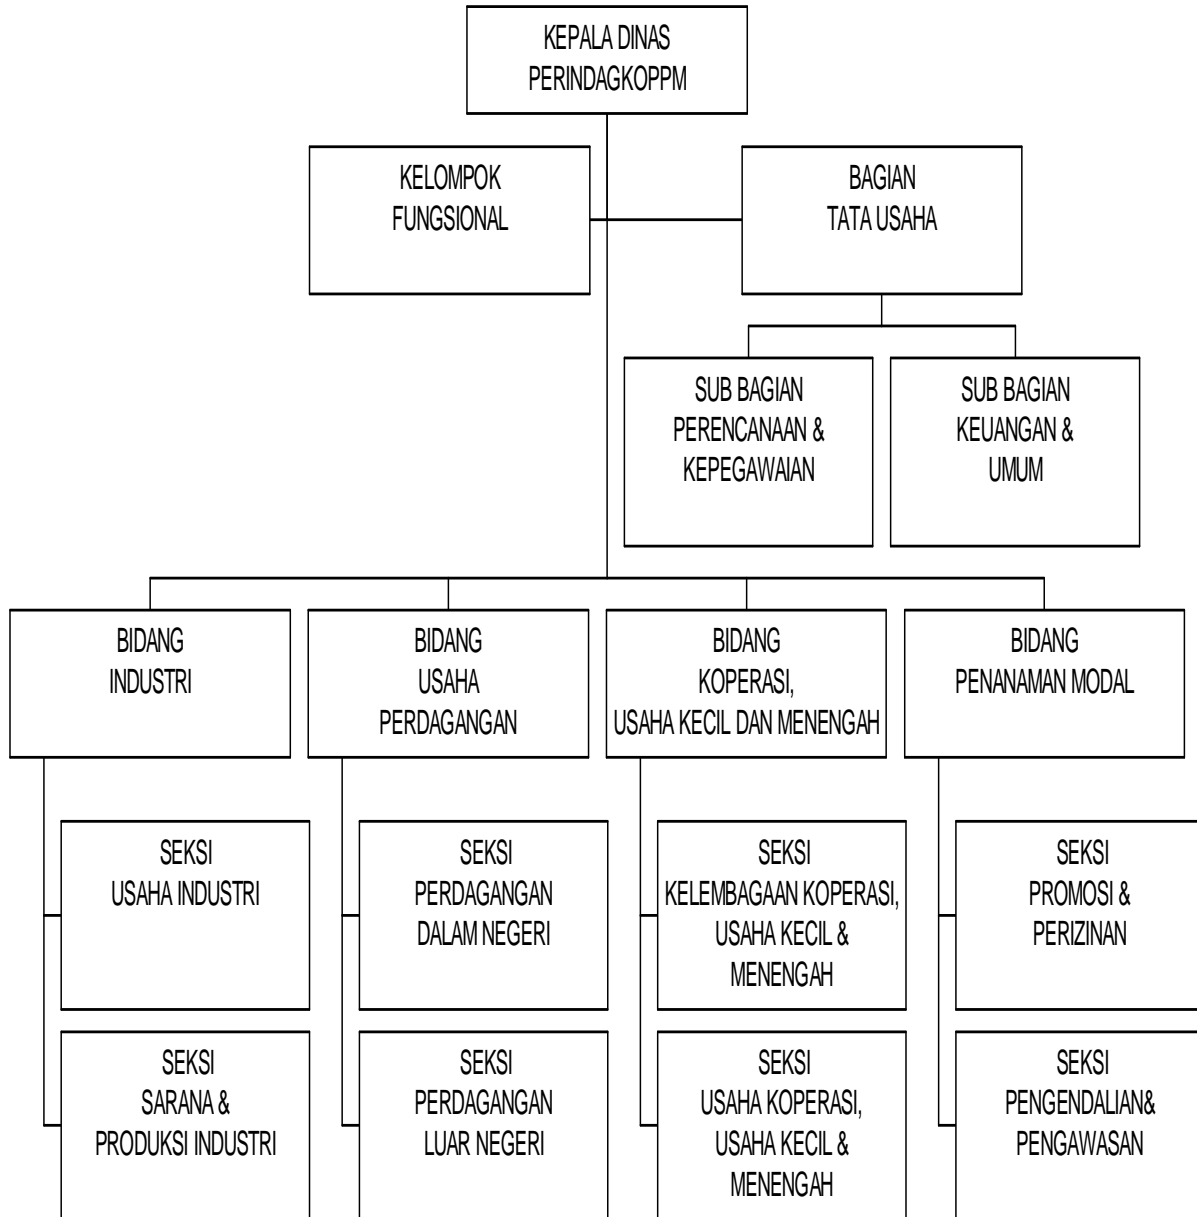 KEPALA DINAS
PERINDAGKOPPM
KELOMPOK
FUNGSIONAL
BAGIAN
TATA USAHA
SUB BAGIAN
PERENCANAAN &
KEPEGAWAIAN
SUB BAGIAN
KEUANGAN &
UMUM
BIDANG
INDUSTRI
BIDANG
USAHA
PERDAGANGAN
BIDANG
KOPERASI,
USAHA KECIL DAN MENENGAH
BIDANG
PENANAMAN MODAL
SEKSI
USAHA INDUSTRI
SEKSI
PERDAGANGAN
DALAM NEGERI
SEKSI
KELEMBAGAAN KOPERASI,
USAHA KECIL &
MENENGAH
SEKSI
PROMOSI &
PERIZINAN
SEKSI
SARANA &
PRODUKSI INDUSTRI
SEKSI
PERDAGANGAN
LUAR NEGERI
SEKSI
USAHA KOPERASI,
USAHA KECIL &
MENENGAH
SEKSI
PENGENDALIAN&
PENGAWASAN